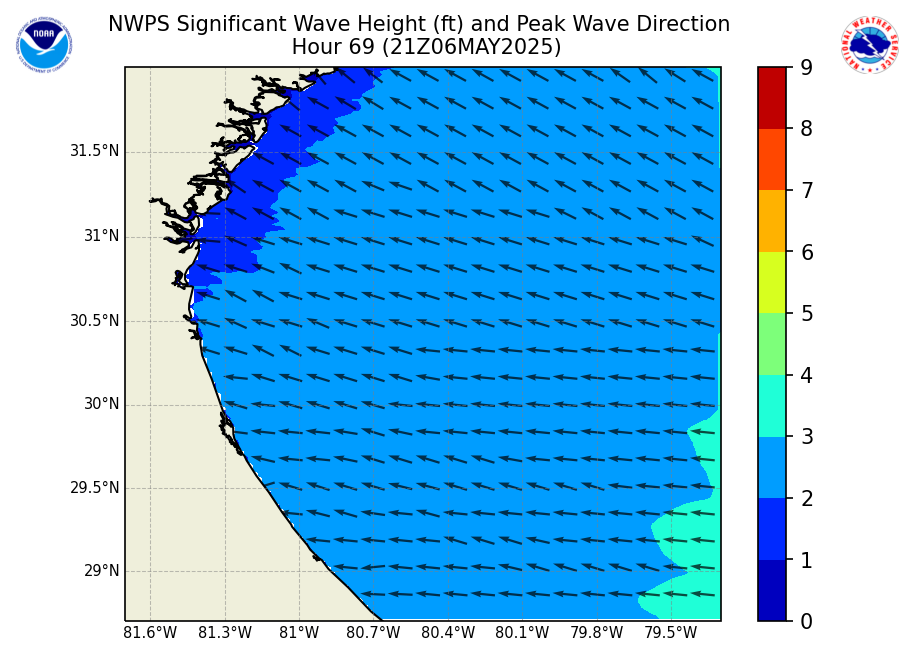 NWPS Significant Wave Height (ft) and Peak Wave Direction
Hour 69 (21Z06MAY2025)
NOAA
NATIONAL WEATHER SERVICE
31.5°N
31°N
30.5°N
30°N
29.5°N
29°N
81.6°W 81.3°W 81°W 80.7°W 80.4°W 80.1°W 79.8°W 79.5°W
9
8
7
6
5
4
3
2
1
0